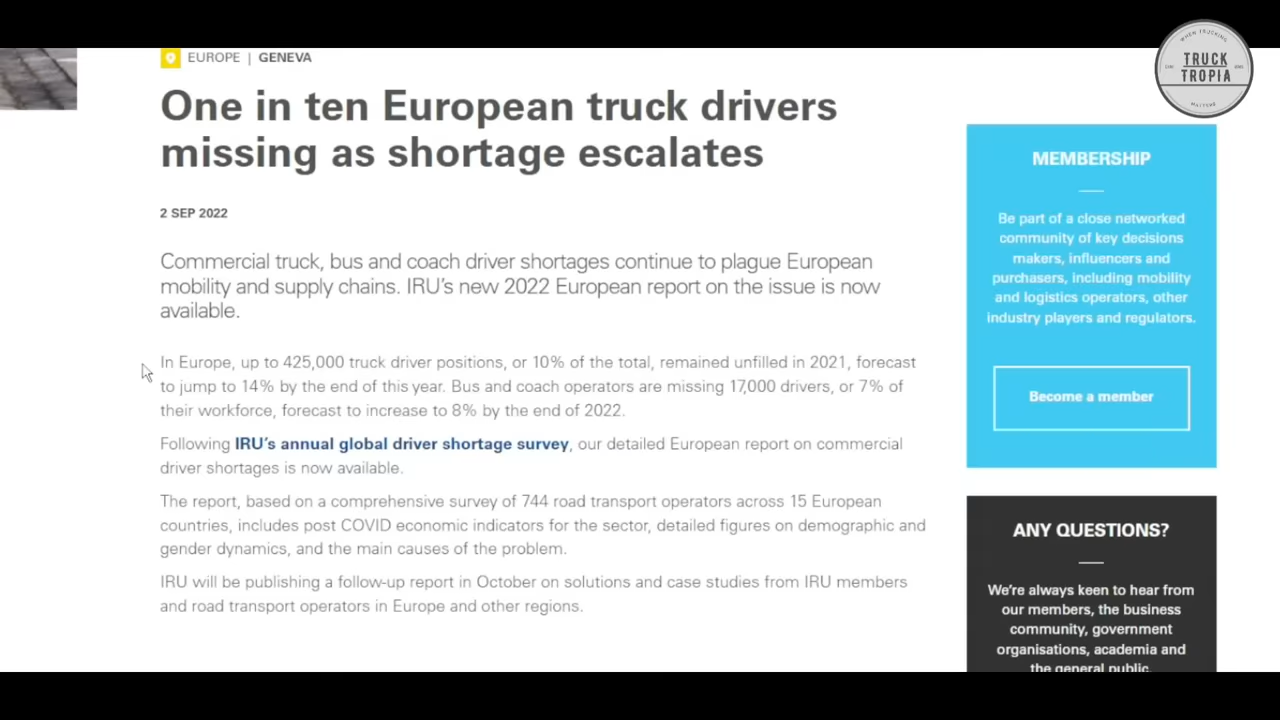 EUROPE | GENEVA
One in ten European truck drivers
missing as shortage escalates
2 SEP 2022
Commercial truck, bus and coach driver shortages continue to plague European
mobility and supply chains. IRU's new 2022 European report on the issue is now
available.
In Europe, up to 425,000 truck driver positions, or 10% of the total, remained unfilled in 2021, forecast
to jump to 14% by the end of this year. Bus and coach operators are missing 17,000 drivers, or 7% of
their workforce, forecast to increase to 8% by the end of 2022.
Following IRU's annual global driver shortage survey, our detailed European report on commercial
driver shortages is now available.
The report, based on a comprehensive survey of 744 road transport operators across 15 European
countries, includes post COVID economic indicators for the sector, detailed figures on demographic and
gender dynamics, and the main causes of the problem.
IRU will be publishing a follow-up report in October on solutions and case studies from IRU members
and road transport operators in Europe and other regions.
WHEN TRUCKING
TRUCK
TROPIA
MATTERS
MEMBERSHIP
Be part of a close networked
community of key decisions
makers, influencers and
purchasers, including mobility
and logistics operators, other
industry players and regulators.
Become a member
ANY QUESTIONS?
We're always keen to hear from
our members, the business
community, government
organisations, academia and
the general public.